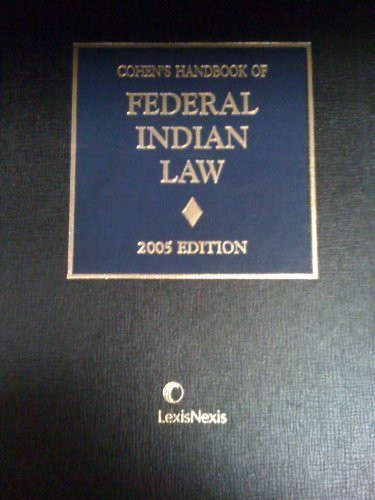 COHEN'S HANDBOOK OF
FEDERAL
INDIAN
LAW
2005 EDITION
LexisNexis